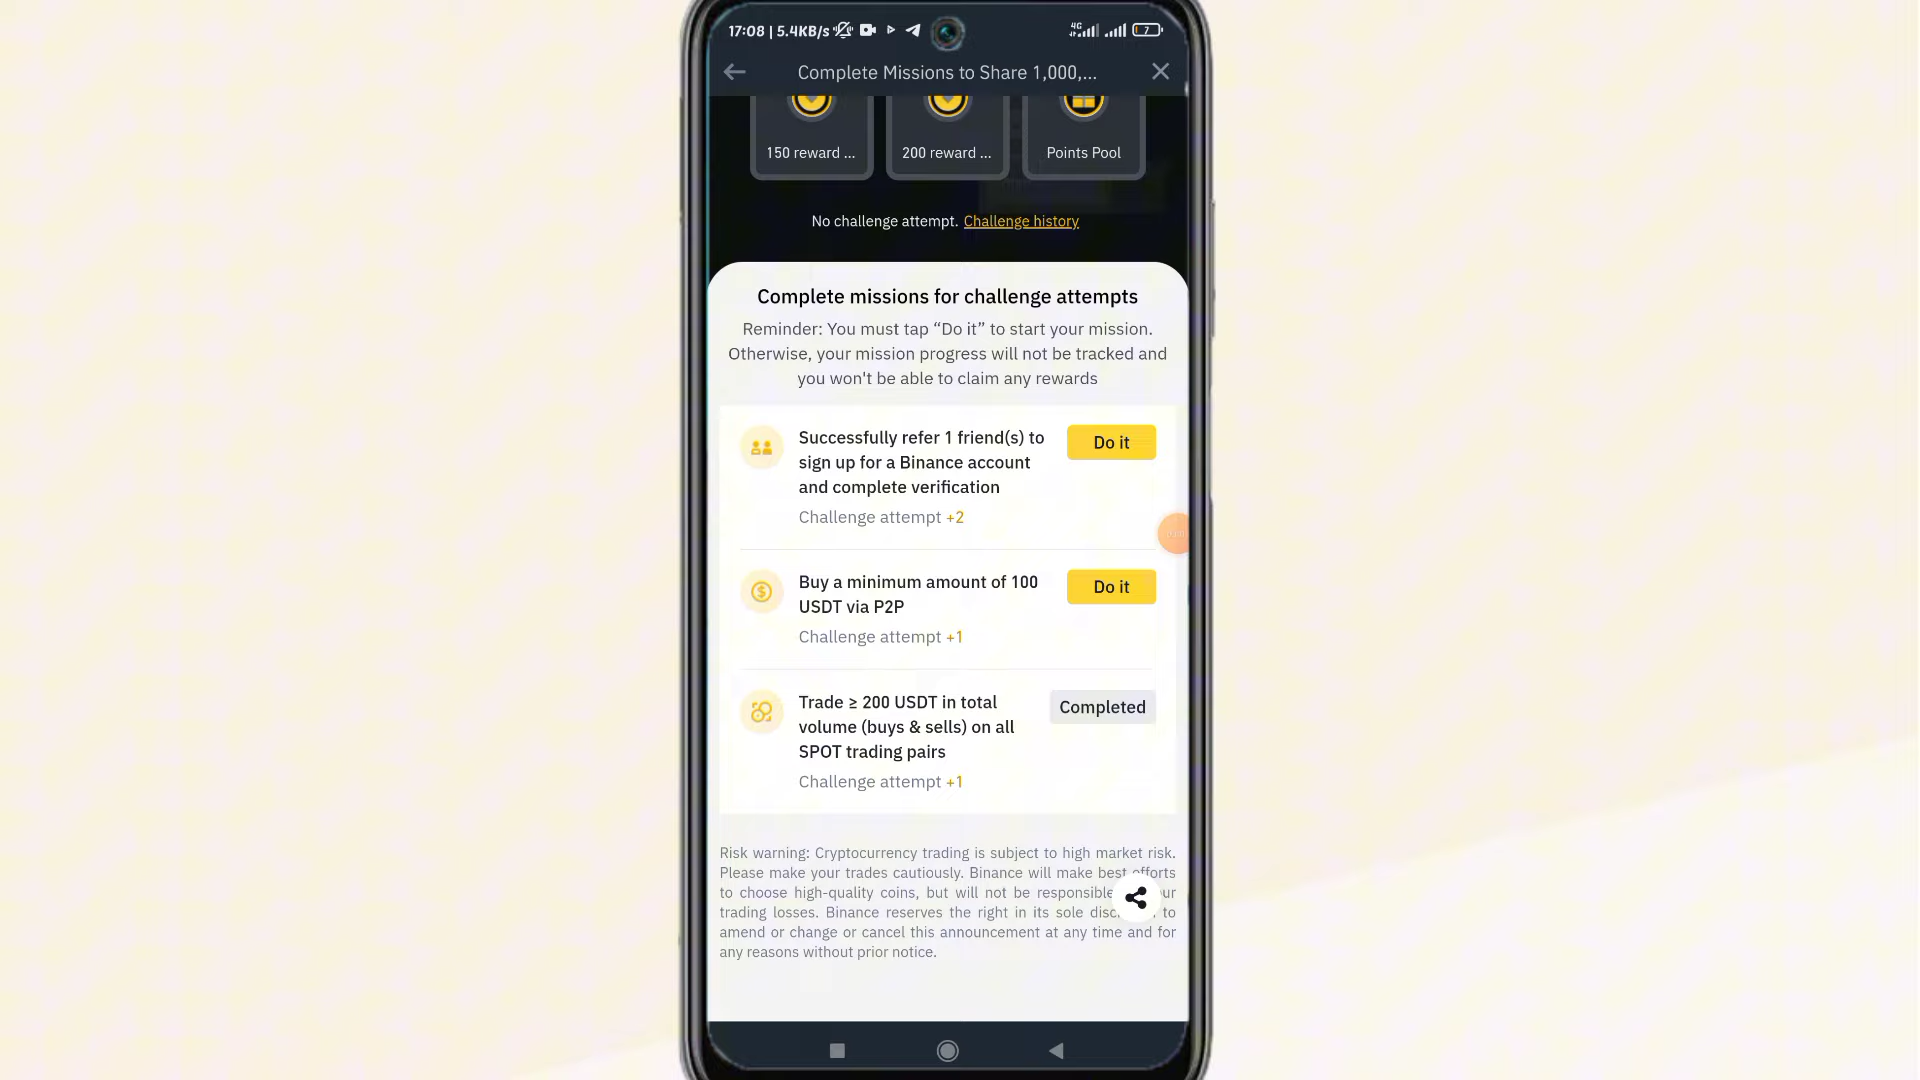 17:08 | 5.4KB/s 4G 7
Complete Missions to Share 1,000,...
150 reward ... 200 reward ... Points Pool
No challenge attempt. Challenge history
Complete missions for challenge attempts
Reminder: You must tap “Do it” to start your mission.
Otherwise, your mission progress will not be tracked and
you won't be able to claim any rewards
Successfully refer 1 friend(s) to
sign up for a Binance account
and complete verification
Challenge attempt +2
Do it
Buy a minimum amount of 100
USDT via P2P
Challenge attempt +1
Do it
Trade ≥ 200 USDT in total
volume (buys & sells) on all
SPOT trading pairs
Challenge attempt +1
Completed
Risk warning: Cryptocurrency trading is subject to high market risk.
Please make your trades cautiously. Binance will make best efforts
to choose high-quality coins, but will not be responsible
trading losses. Binance reserves the right in its sole to
amend or change or cancel this announcement at any time and for
any reasons without prior notice.